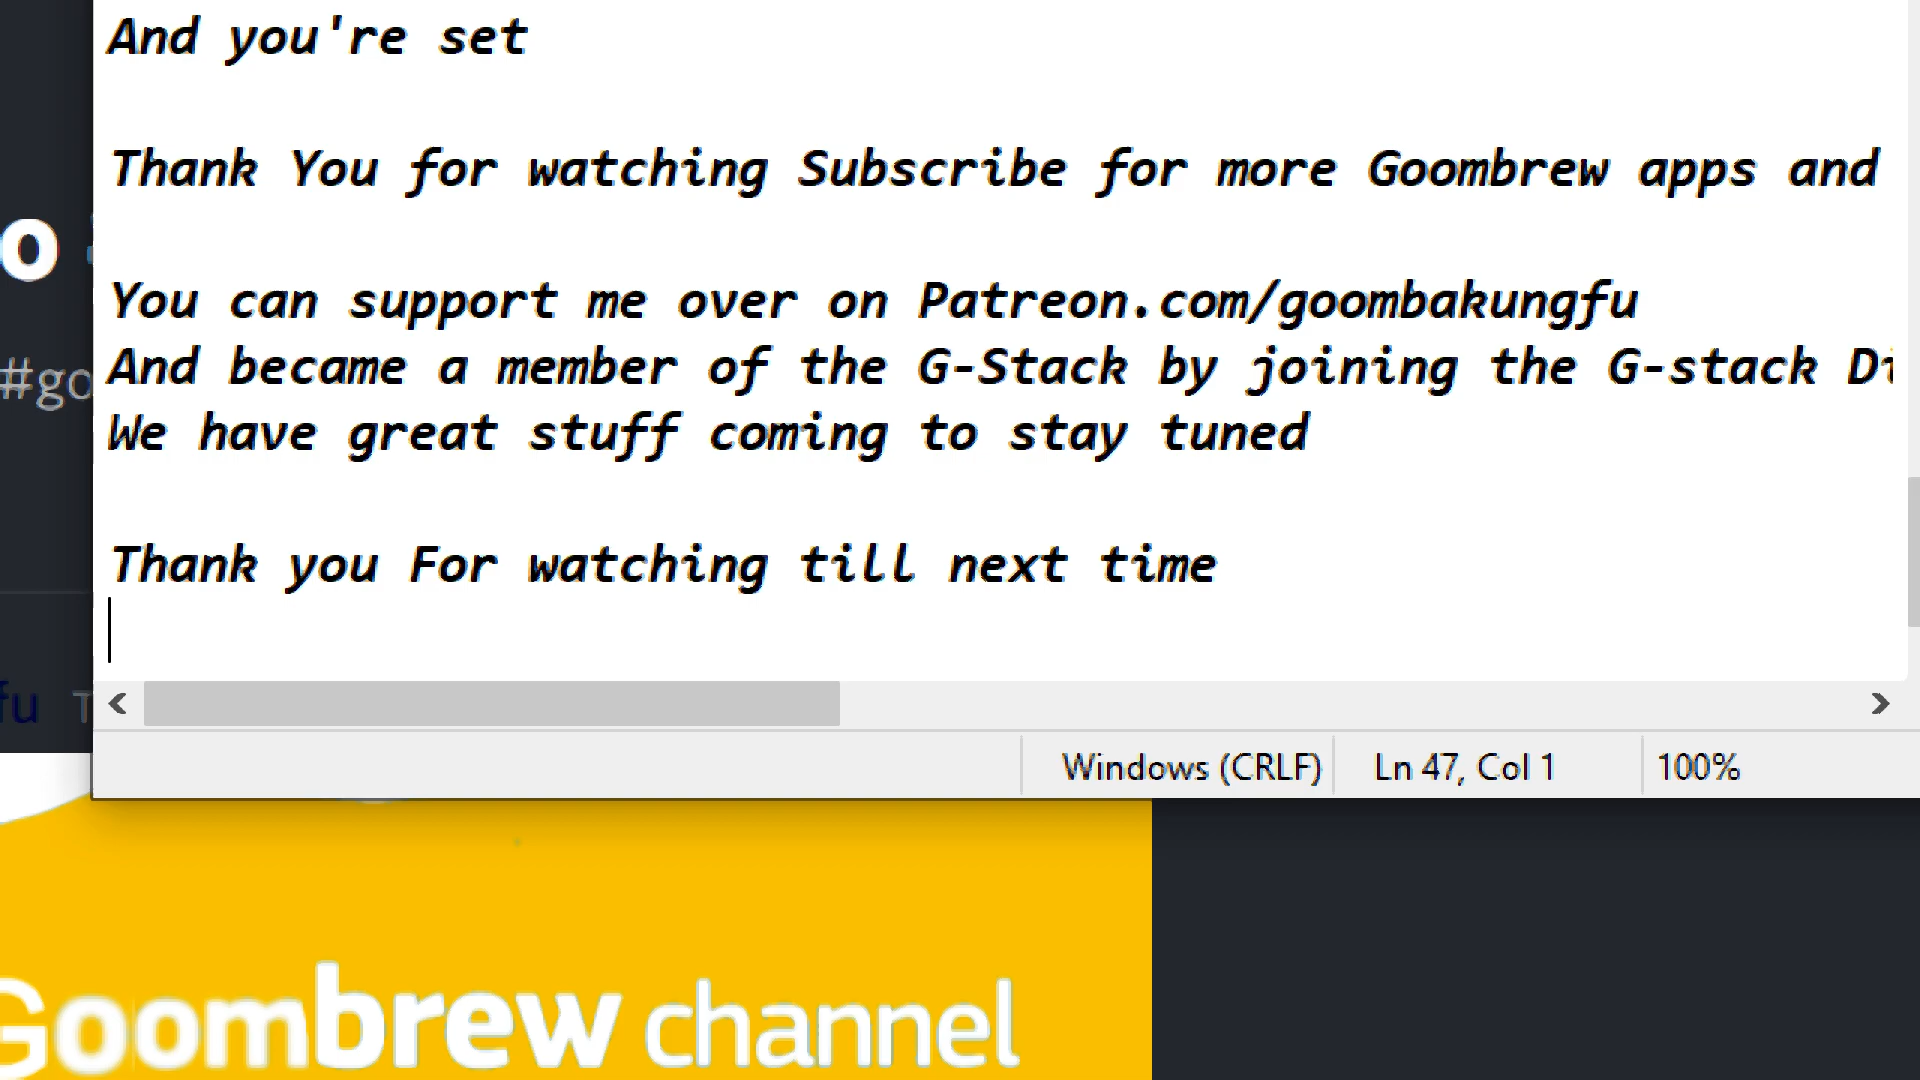 And you're set
Thank You for watching Subscribe for more Goombrew apps and
You can support me over on Patreon.com/goombakungfu
And became a member of the G-Stack by joining the G-stack
We have great stuff coming to stay tuned
Thank you For watching till next time
Windows (CRLF) Ln 47, Col 1 100%
Goombrew channel